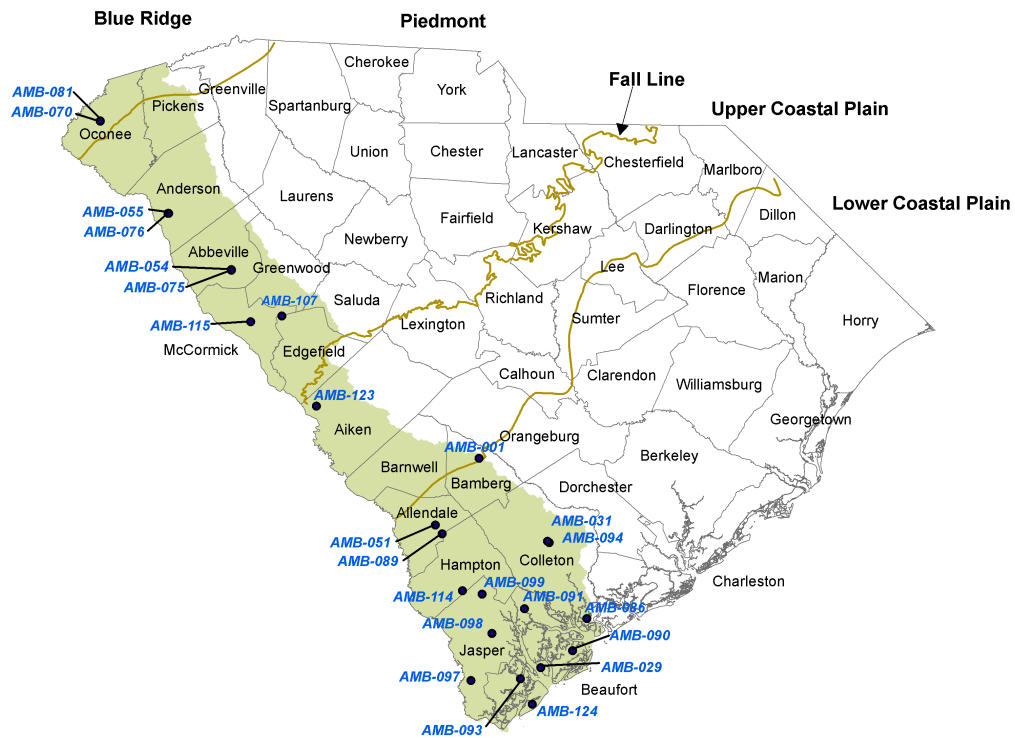 Blue Ridge
Piedmont
Cherokee
Fall Line
AMB-081
Greenville
York
AMB-070
Pickens
Spartanburg
Upper Coastal Plain
Oconee
Union
Chester
Lancaster
Chesterfield
Marlboro
Anderson
Laurens
Lower Coastal Plain
AMB-055
Fairfield
Dillon
AMB-076
Kershaw
Darlington
Newberry
Abbeville
AMB-054
Greenwood
Lee
Marion
AMB-075
Florence
AMB-107
Saluda
Richland
AMB-115
Lexington
Sumter
Horry
McCormick
Edgefield
Calhoun
Clarendon
Williamsburg
AMB-123
Georgetown
Aiken
Orangeburg
AMB-001
Berkeley
Barnwell
Bamberg
Dorchester
Allendale
AMB-031
AMB-051
AMB-094
AMB-089
Hampton
Colleton
AMB-099
Charleston
AMB-114
AMB-091
AMB-086
AMB-098
AMB-090
Jasper
AMB-029
AMB-097
Beaufort
AMB-124
AMB-093